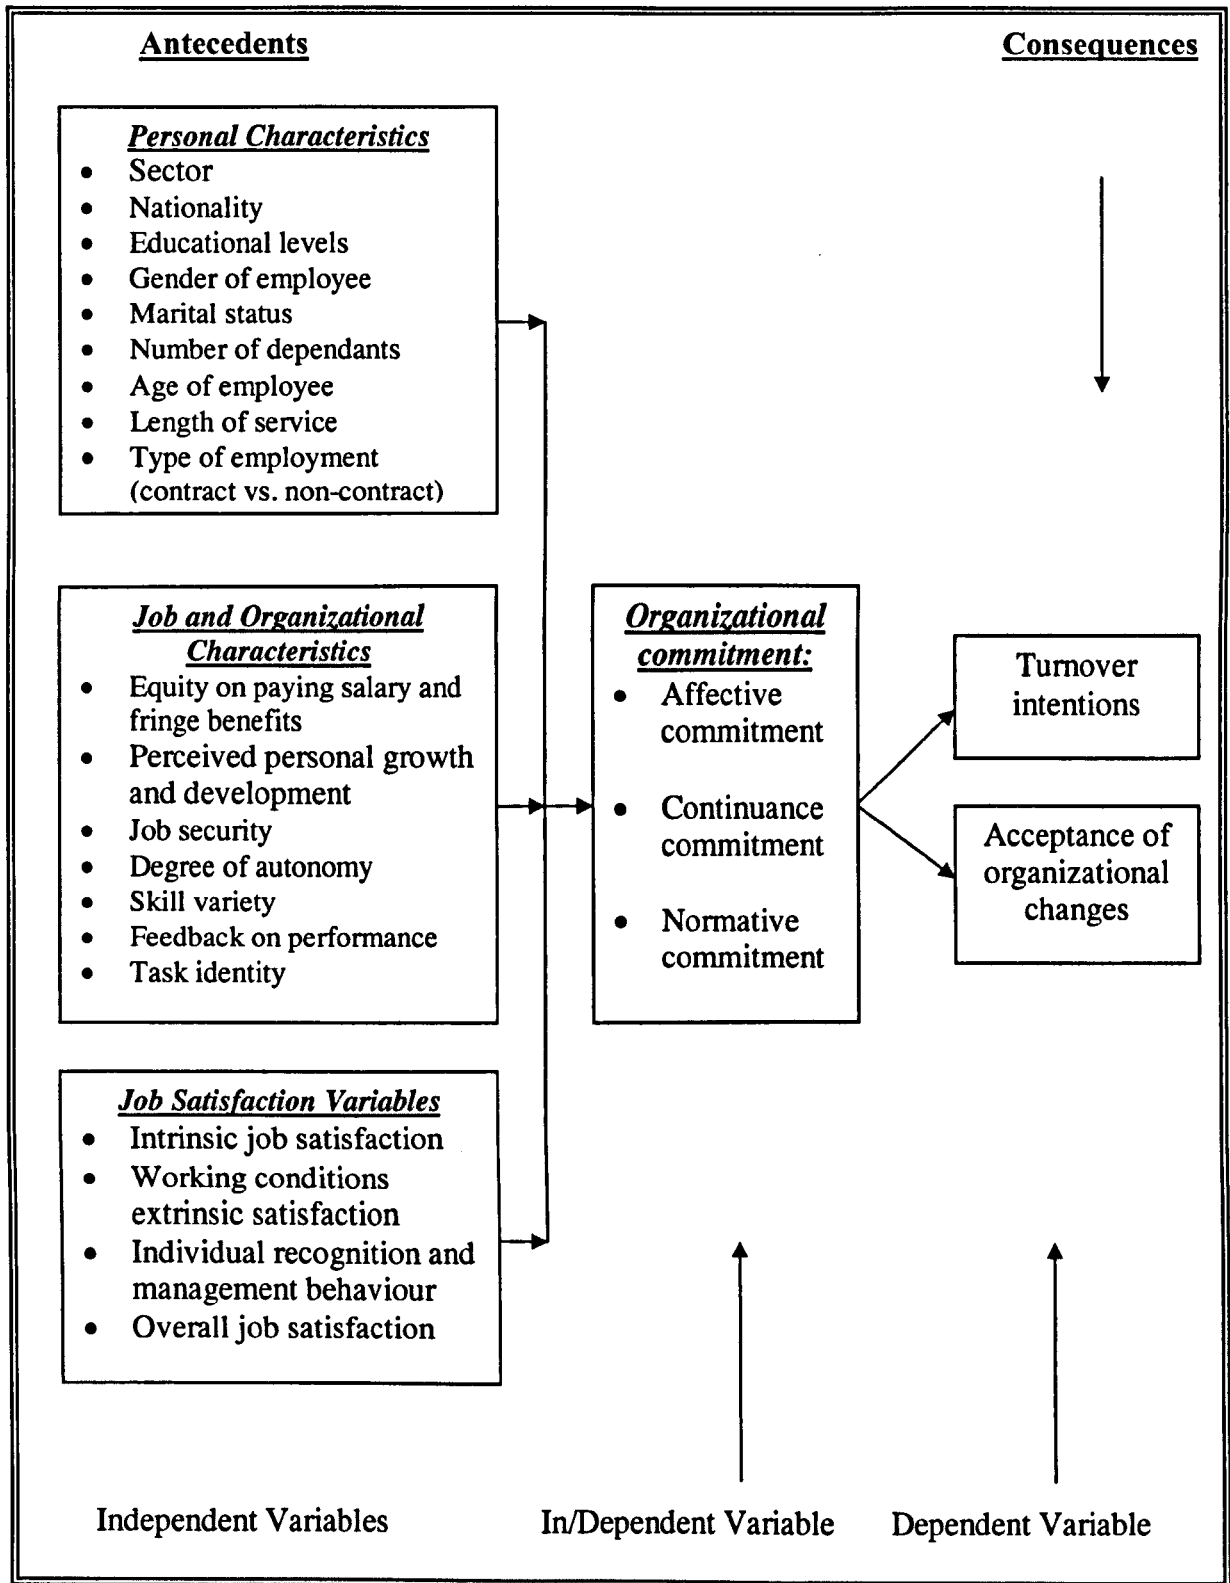 Antecedents
Consequences
Personal Characteristics
• Sector
• Nationality
• Educational levels
• Gender of employee
• Marital status
• Number of dependants
• Age of employee
• Length of service
• Type of employment
(contract vs. non-contract)
Job and Organizational
Characteristics
• Equity on paying salary and
fringe benefits
• Perceived personal growth
and development
• Job security
• Degree of autonomy
• Skill variety
• Feedback on performance
• Task identity
Job Satisfaction Variables
• Intrinsic job satisfaction
• Working conditions
extrinsic satisfaction
• Individual recognition and
management behaviour
• Overall job satisfaction
Organizational
commitment:
• Affective
commitment
• Continuance
commitment
• Normative
commitment
Turnover
intentions
Acceptance of
organizational
changes
Independent Variables
In/Dependent Variable
Dependent Variable